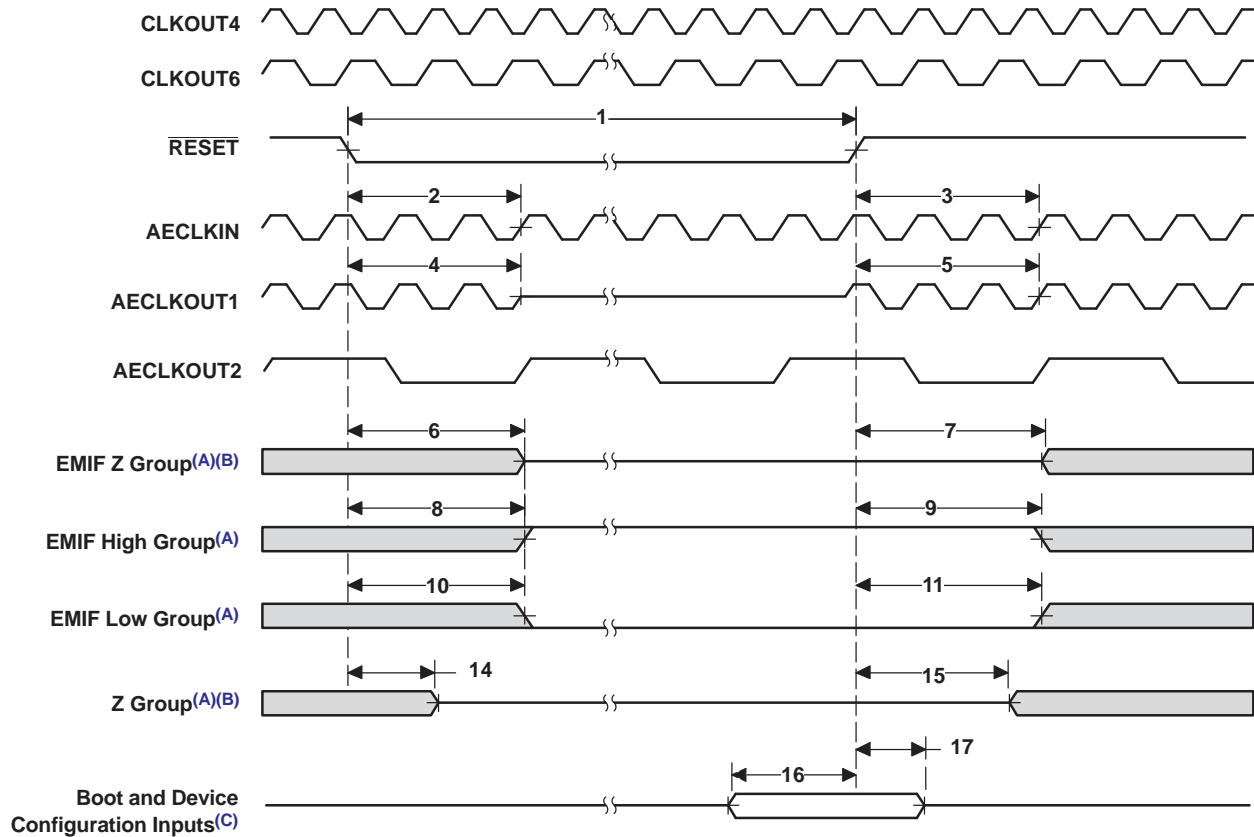 CLKOUT4
CLKOUT6
1
RESET
2
3
AECLKIN
4
5
AECLKOUT1
AECLKOUT2
6
7
EMIF Z Group(A)(B)
8
9
EMIF High Group(A)
10
11
EMIF Low Group(A)
14
15
Z Group(A)(B)
17
16
Boot and Device
Configuration Inputs(C)